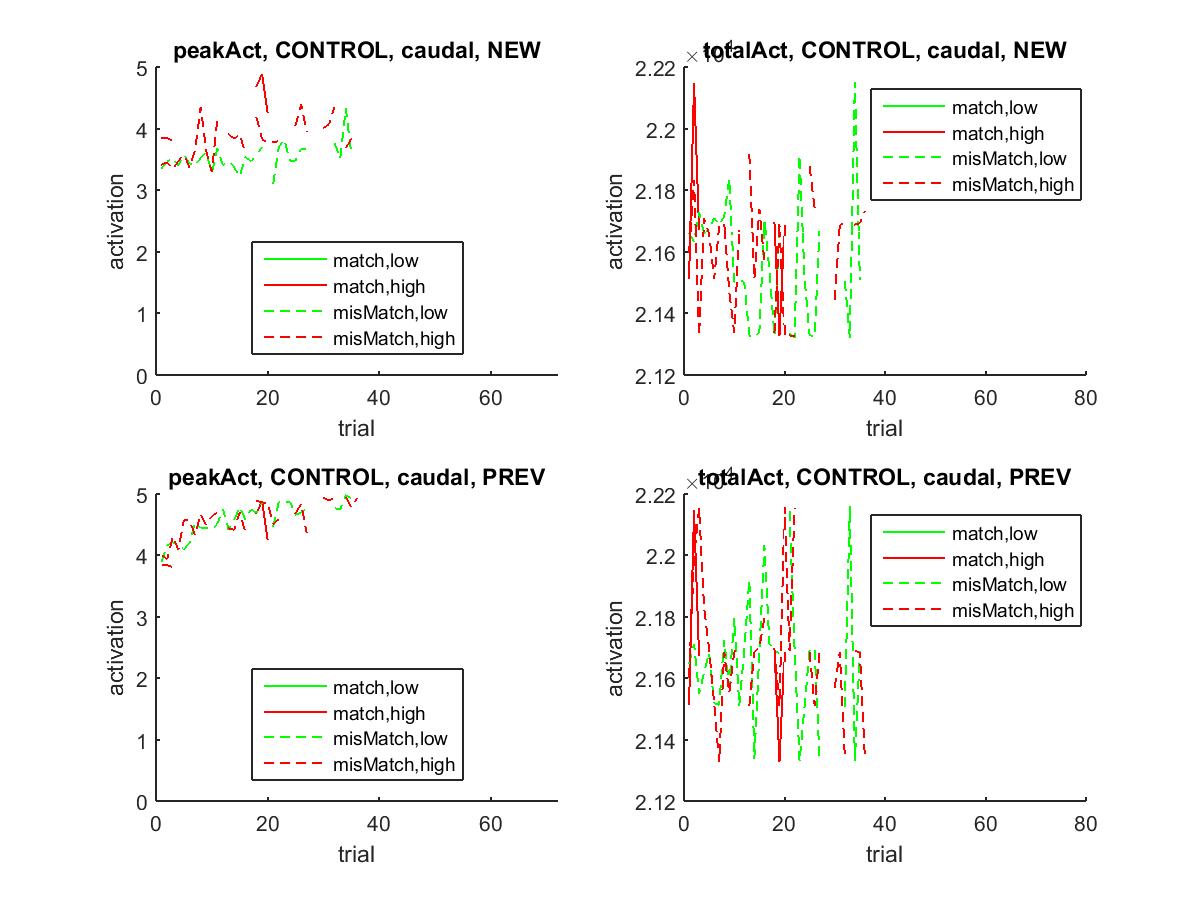 peakAct, CONTROL, caudal, NEW
5
4
3
2
1
0
activation
0 20 40 60
trial
match,low
match,high
misMatch,low
misMatch,high
totalAct, CONTROL, caudal, NEW
×10⁴
2.22
2.2
2.18
2.16
2.14
2.12
activation
0 20 40 60 80
trial
match,low
match,high
misMatch,low
misMatch,high
peakAct, CONTROL, caudal, PREV
5
4
3
2
1
0
activation
0 20 40 60
trial
match,low
match,high
misMatch,low
misMatch,high
totalAct, CONTROL, caudal, PREV
×10⁴
2.22
2.2
2.18
2.16
2.14
2.12
activation
0 20 40 60 80
trial
match,low
match,high
misMatch,low
misMatch,high